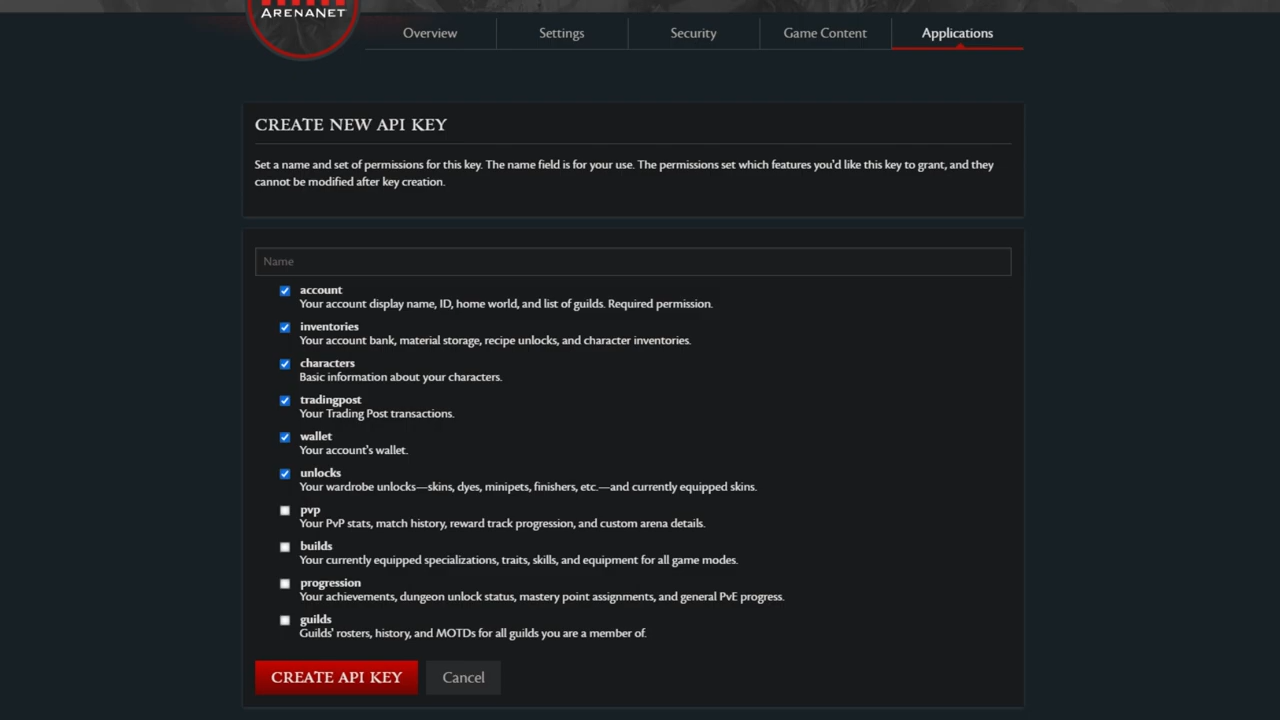 ARENANET
Overview
Settings
Security
Game Content
Applications
CREATE NEW API KEY
Set a name and set of permissions for this key. The name field is for your use. The permissions set which features you'd like this key to grant, and they
cannot be modified after key creation.
Name
account
Your account display name, ID, home world, and list of guilds. Required permission.
inventories
Your account bank, material storage, recipe unlocks, and character inventories.
characters
Basic information about your characters.
tradingpost
Your Trading Post transactions.
wallet
Your account's wallet.
unlocks
Your wardrobe unlocks—skins, dyes, minipets, finishers, etc.—and currently equipped skins.
pvp
Your PvP stats, match history, reward track progression, and custom arena details.
builds
Your currently equipped specializations, traits, skills, and equipment for all game modes.
progression
Your achievements, dungeon unlock status, mastery point assignments, and general PvE progress.
guilds
Guilds' rosters, history, and MOTDs for all guilds you are a member of.
CREATE API KEY
Cancel